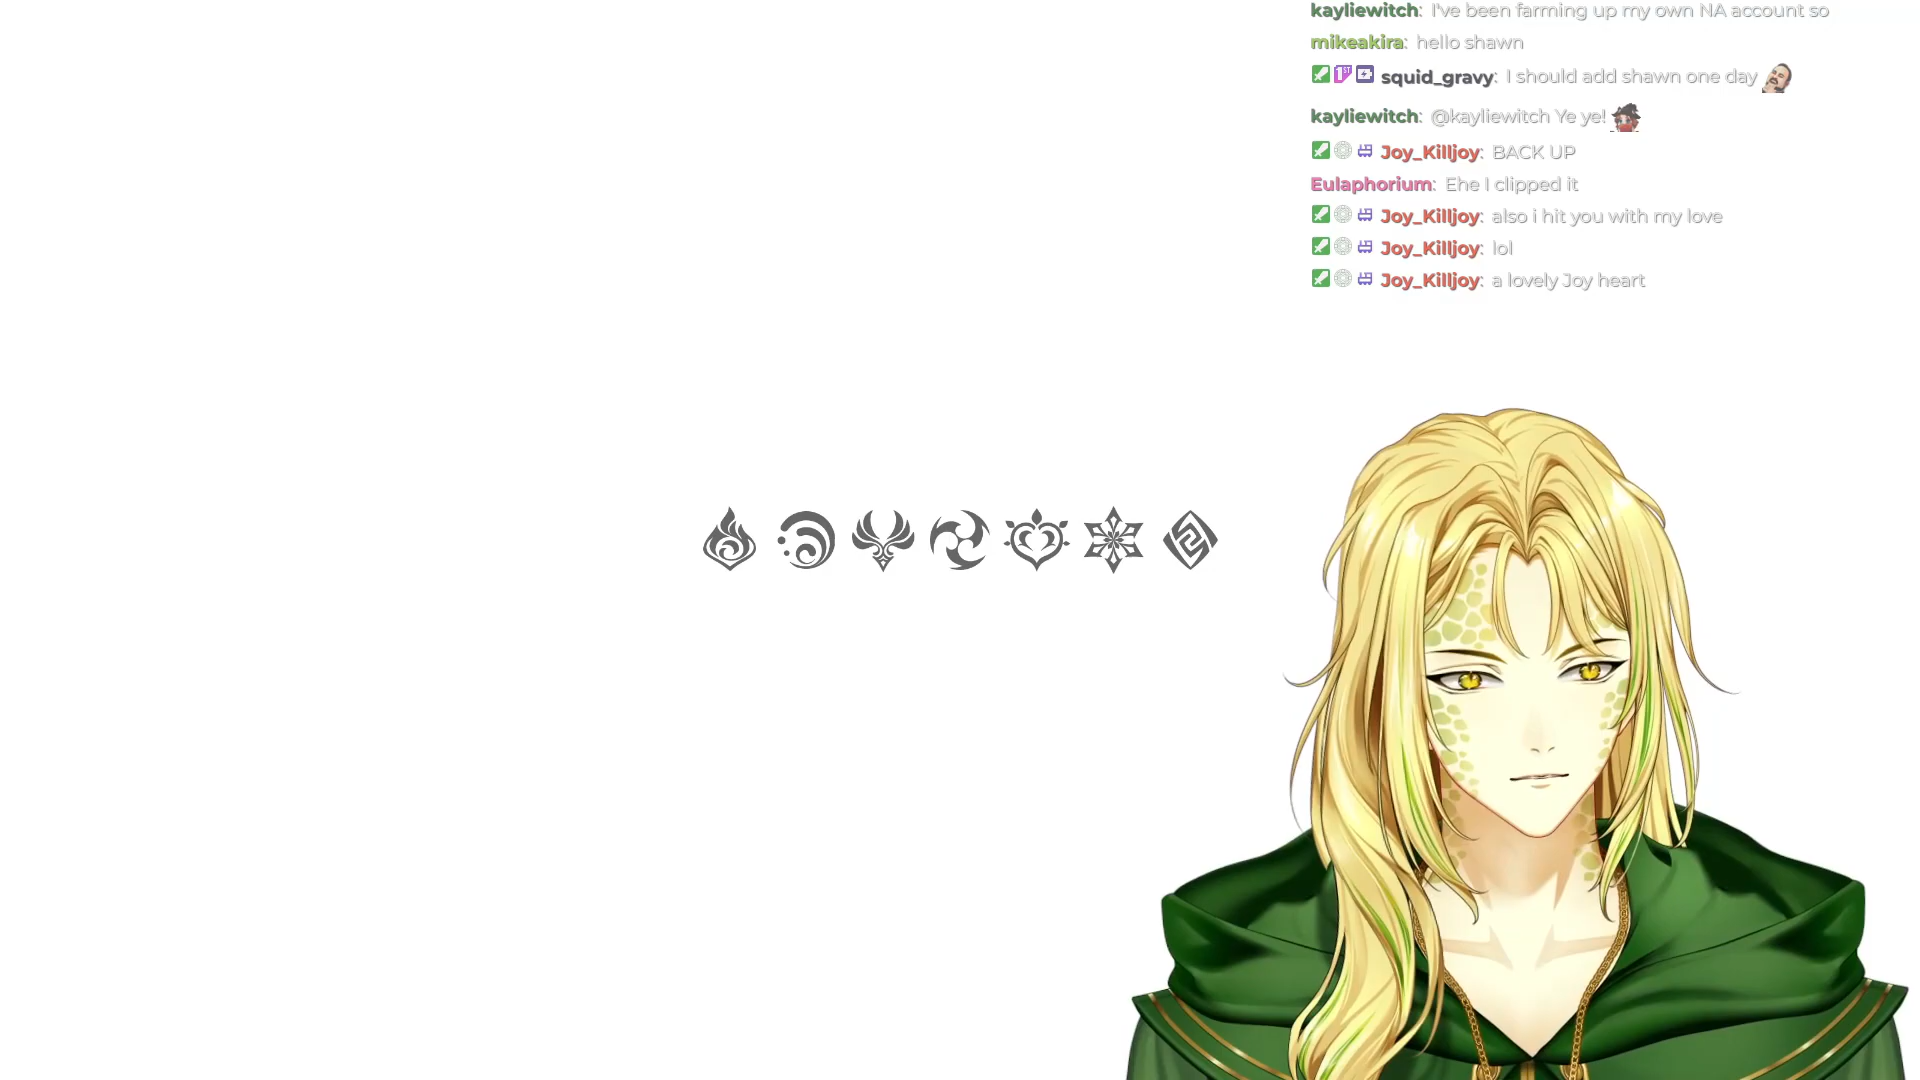 kayliewitch: I've been farming up my own NA account so
mikeakira: hello shawn
squid_gravy: I should add shawn one day
kayliewitch: @kayliewitch Ye ye!
Joy_Killjoy: BACK UP
Eulaphorium: Ehe I clipped it
Joy_Killjoy: also i hit you with my love
Joy_Killjoy: lol
Joy_Killjoy: a lovely Joy heart